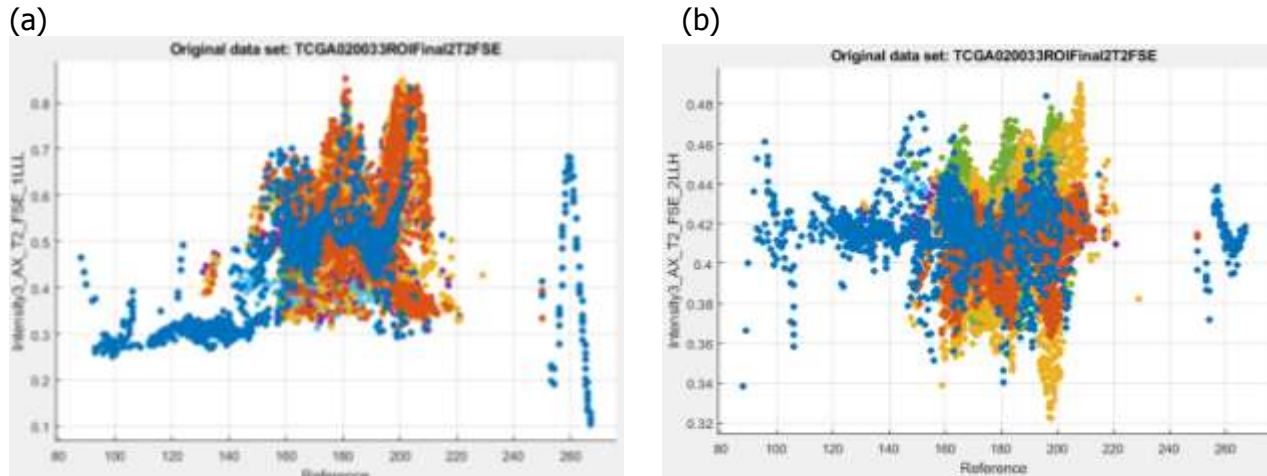 (a)
Original data set: TCGA020033ROIFinal2T2FSE
Intensity3_AX_T2_FSE_1LLL
0.8
0.7
0.6
0.5
0.4
0.3
0.2
0.1
80 100 120 140 160 180 200 220 240 260
Reference
(b)
Original data set: TCGA020033ROIFinal2T2FSE
Intensity3_AX_T2_FSE_2LLH
0.48
0.46
0.44
0.42
0.4
0.38
0.36
0.34
0.32
80 100 120 140 160 180 200 220 240 260
Reference